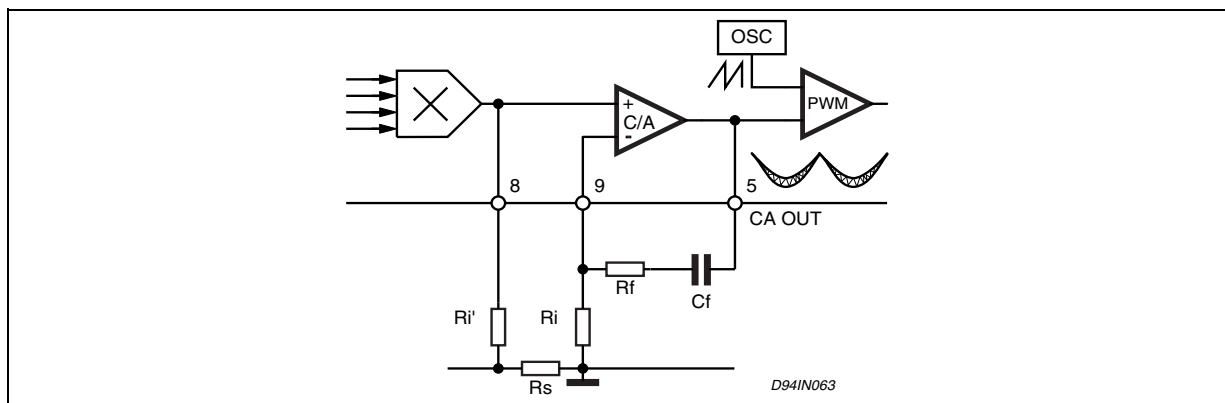 OSC
PWM
+
C/A
-
8
9
5
CA OUT
Rf
Cf
Ri'
Ri
Rs
D94IN063